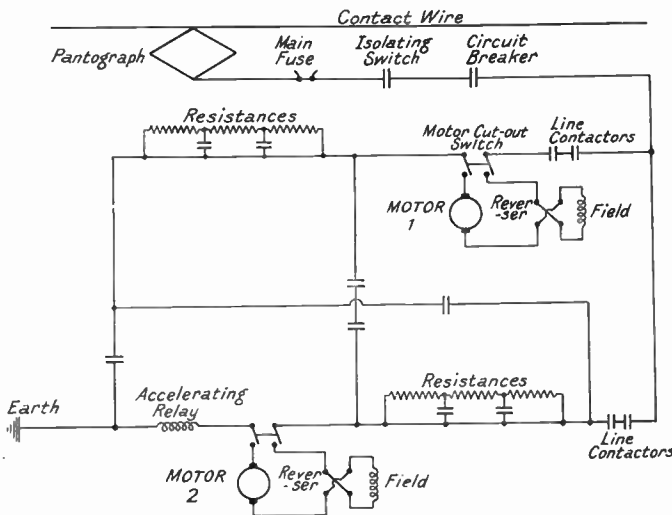 Contact Wire
Pantograph
Main
Fuse
Isolating
Switch
Circuit
Breaker
Resistances
Motor Cut-out
Switch
Line
Contactors
MOTOR
1
Rever
-ser
Field
Accelerating
Relay
Earth
Resistances
Line
Contactors
MOTOR
2
Rever
-ser
Field